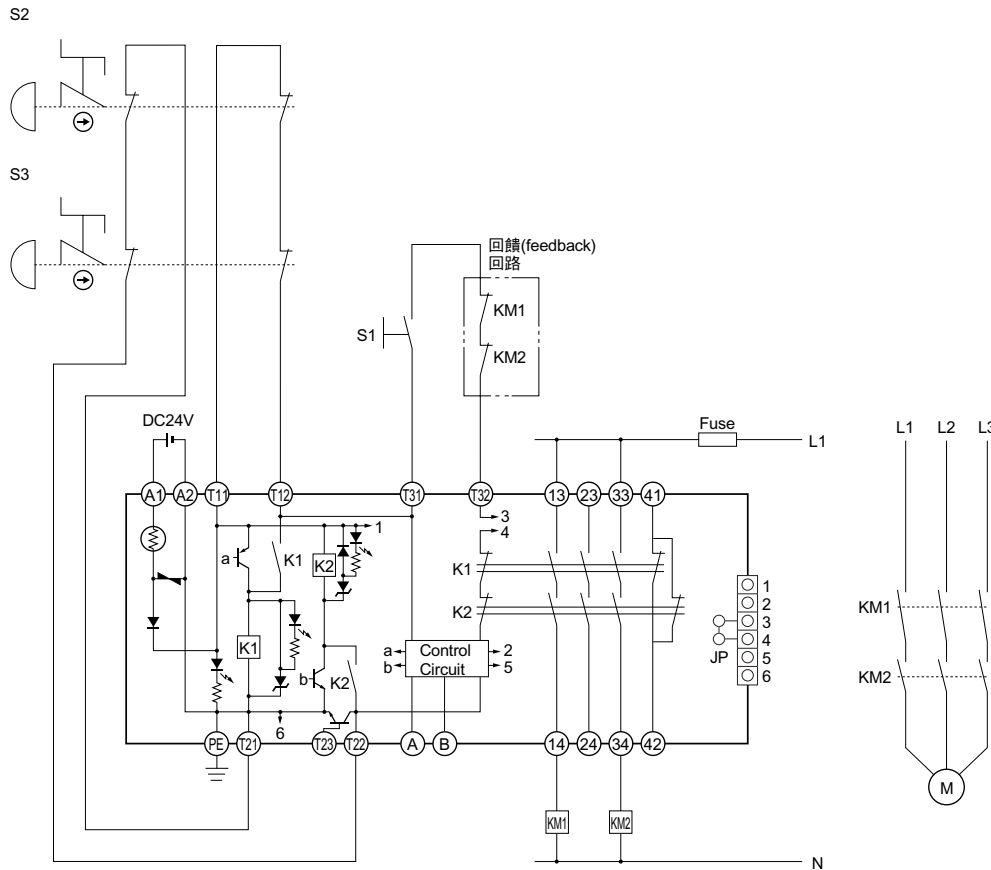 S2
S3
回饋(feedback)
回路
KM1
S1
KM2
DC24V
Fuse
L1
L1 L2 L3
A1 A2 T11 T12 T31 T32 13 23 33 41
3
1
4
a K1 K2 K1
1
2
3
4
5
6
JP
K2
KM1
K1
a Control Circuit 2
b 5
b K2
KM2
6
PE T21 T23 T22 A B 14 24 34 42
M
KM1 KM2
N